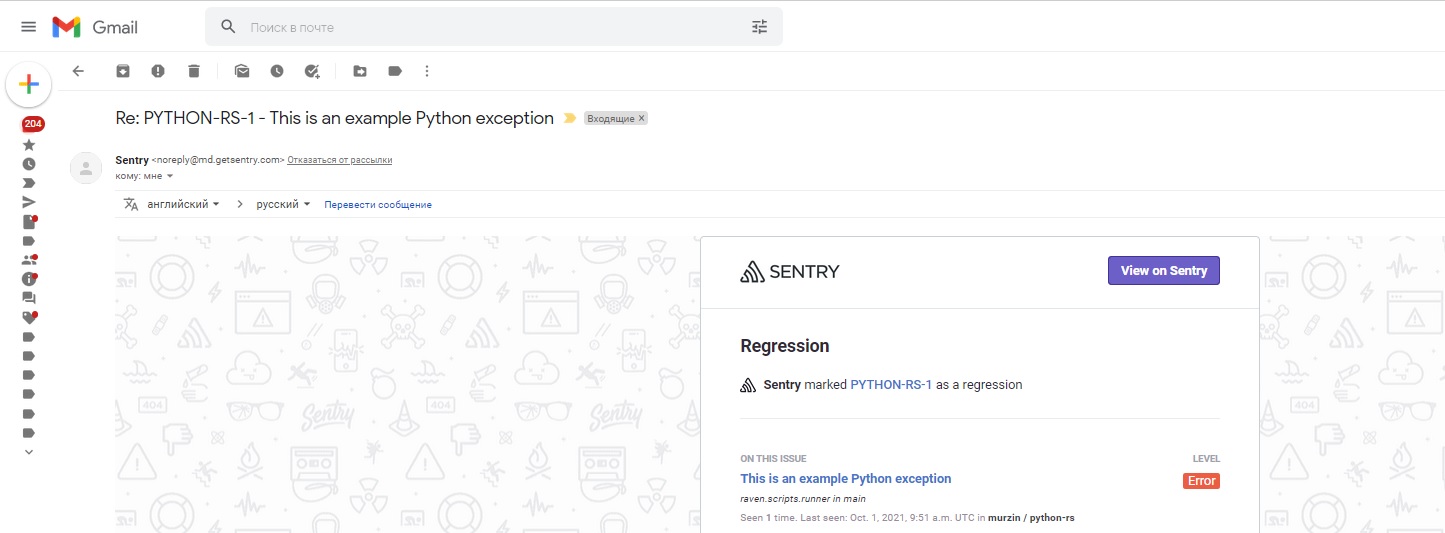 Gmail
Поиск в почте
204
Re: PYTHON-RS-1 - This is an example Python exception
Входящие ×
Sentry <noreply@md.getsentry.com> Отказаться от рассылки
кому: мне
английский > русский Перевести сообщение
SENTRY
View on Sentry
Regression
Sentry marked PYTHON-RS-1 as a regression
ON THIS ISSUE
LEVEL
This is an example Python exception
Error
raven.scripts.runner in main
Seen 1 time. Last seen: Oct. 1, 2021, 9:51 a.m. UTC in murzin / python-rs
404
Sentry
404
Sentry
404